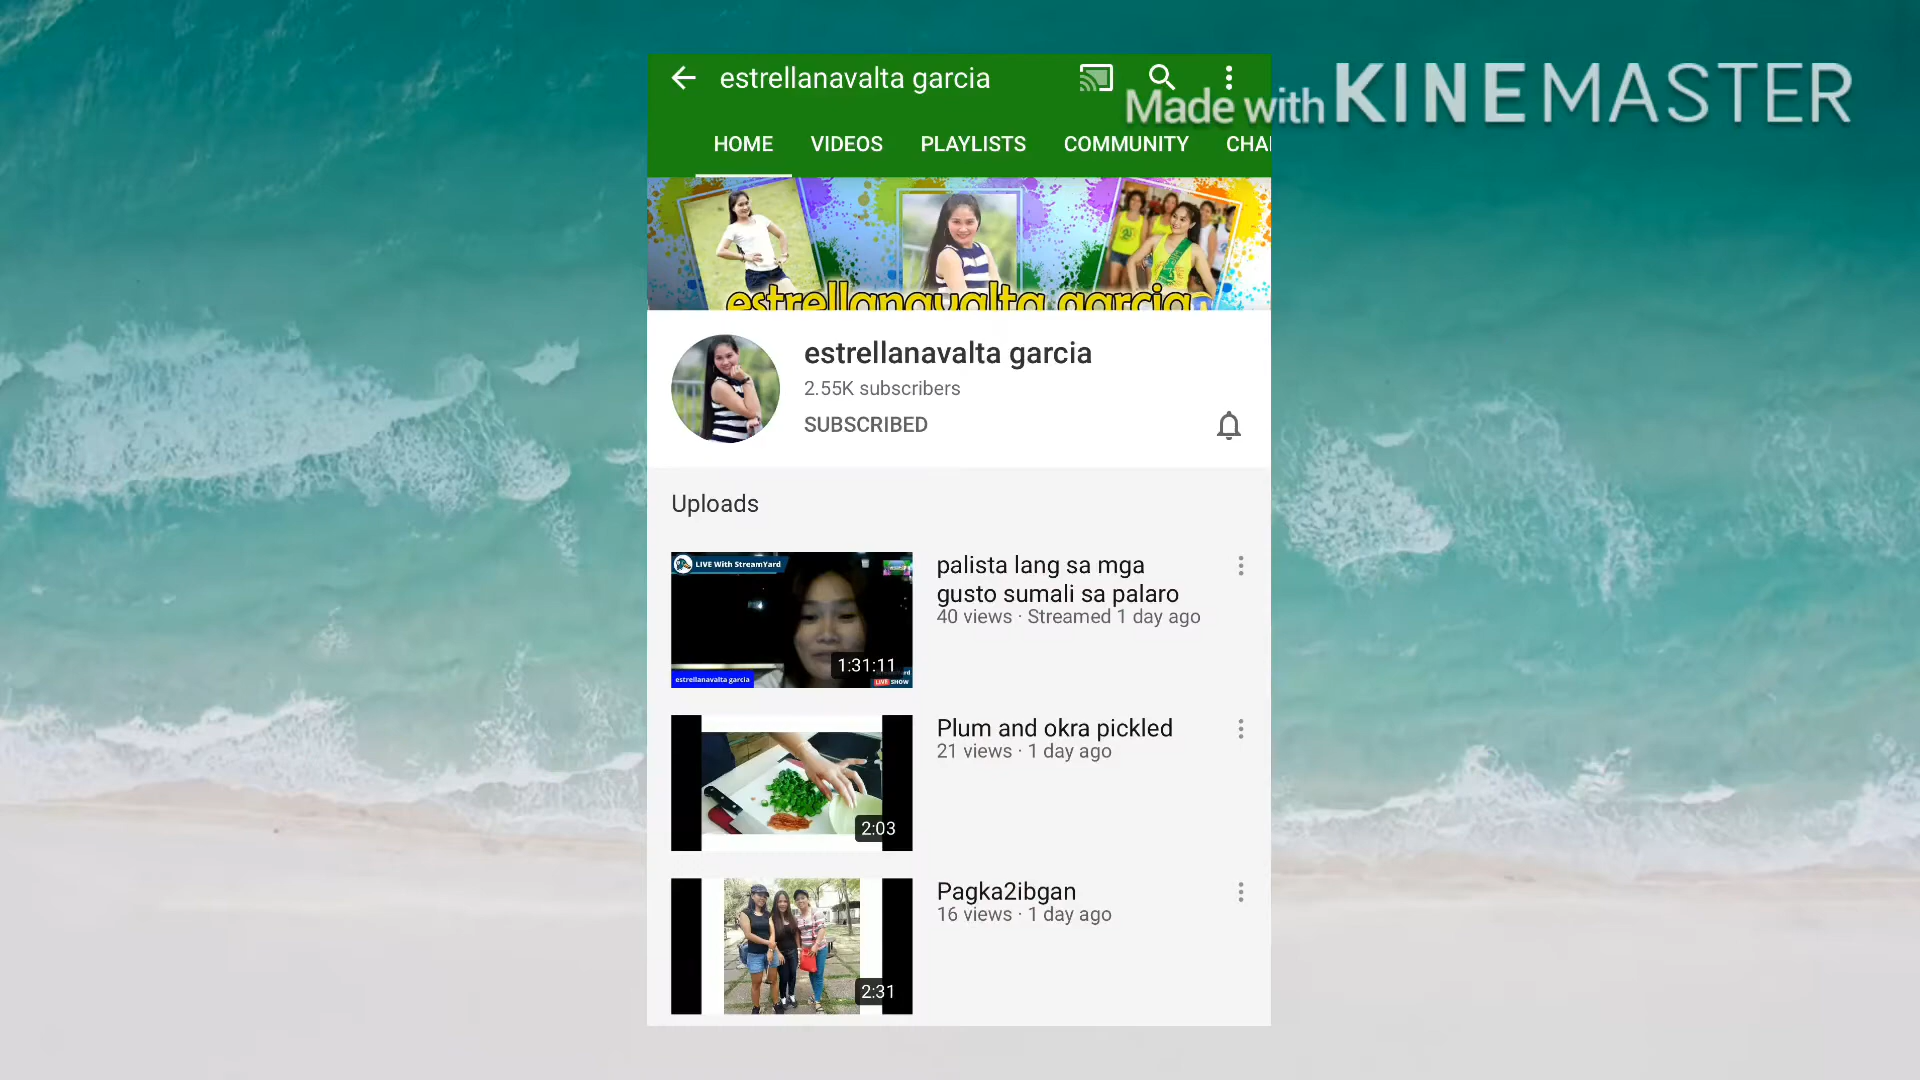 estrellanavalta garcia
Made with KINEMASTER
HOME VIDEOS PLAYLISTS COMMUNITY CHA
estrellanavalta garcia
estrellanavalta garcia
2.55K subscribers
SUBSCRIBED
Uploads
LIVE With StreamYard
estrellanavalta garcia
LIVE SHOW
1:31:11
palista lang sa mga
gusto sumali sa palaro
40 views · Streamed 1 day ago
2:03
Plum and okra pickled
21 views · 1 day ago
2:31
Pagka2ibgan
16 views · 1 day ago